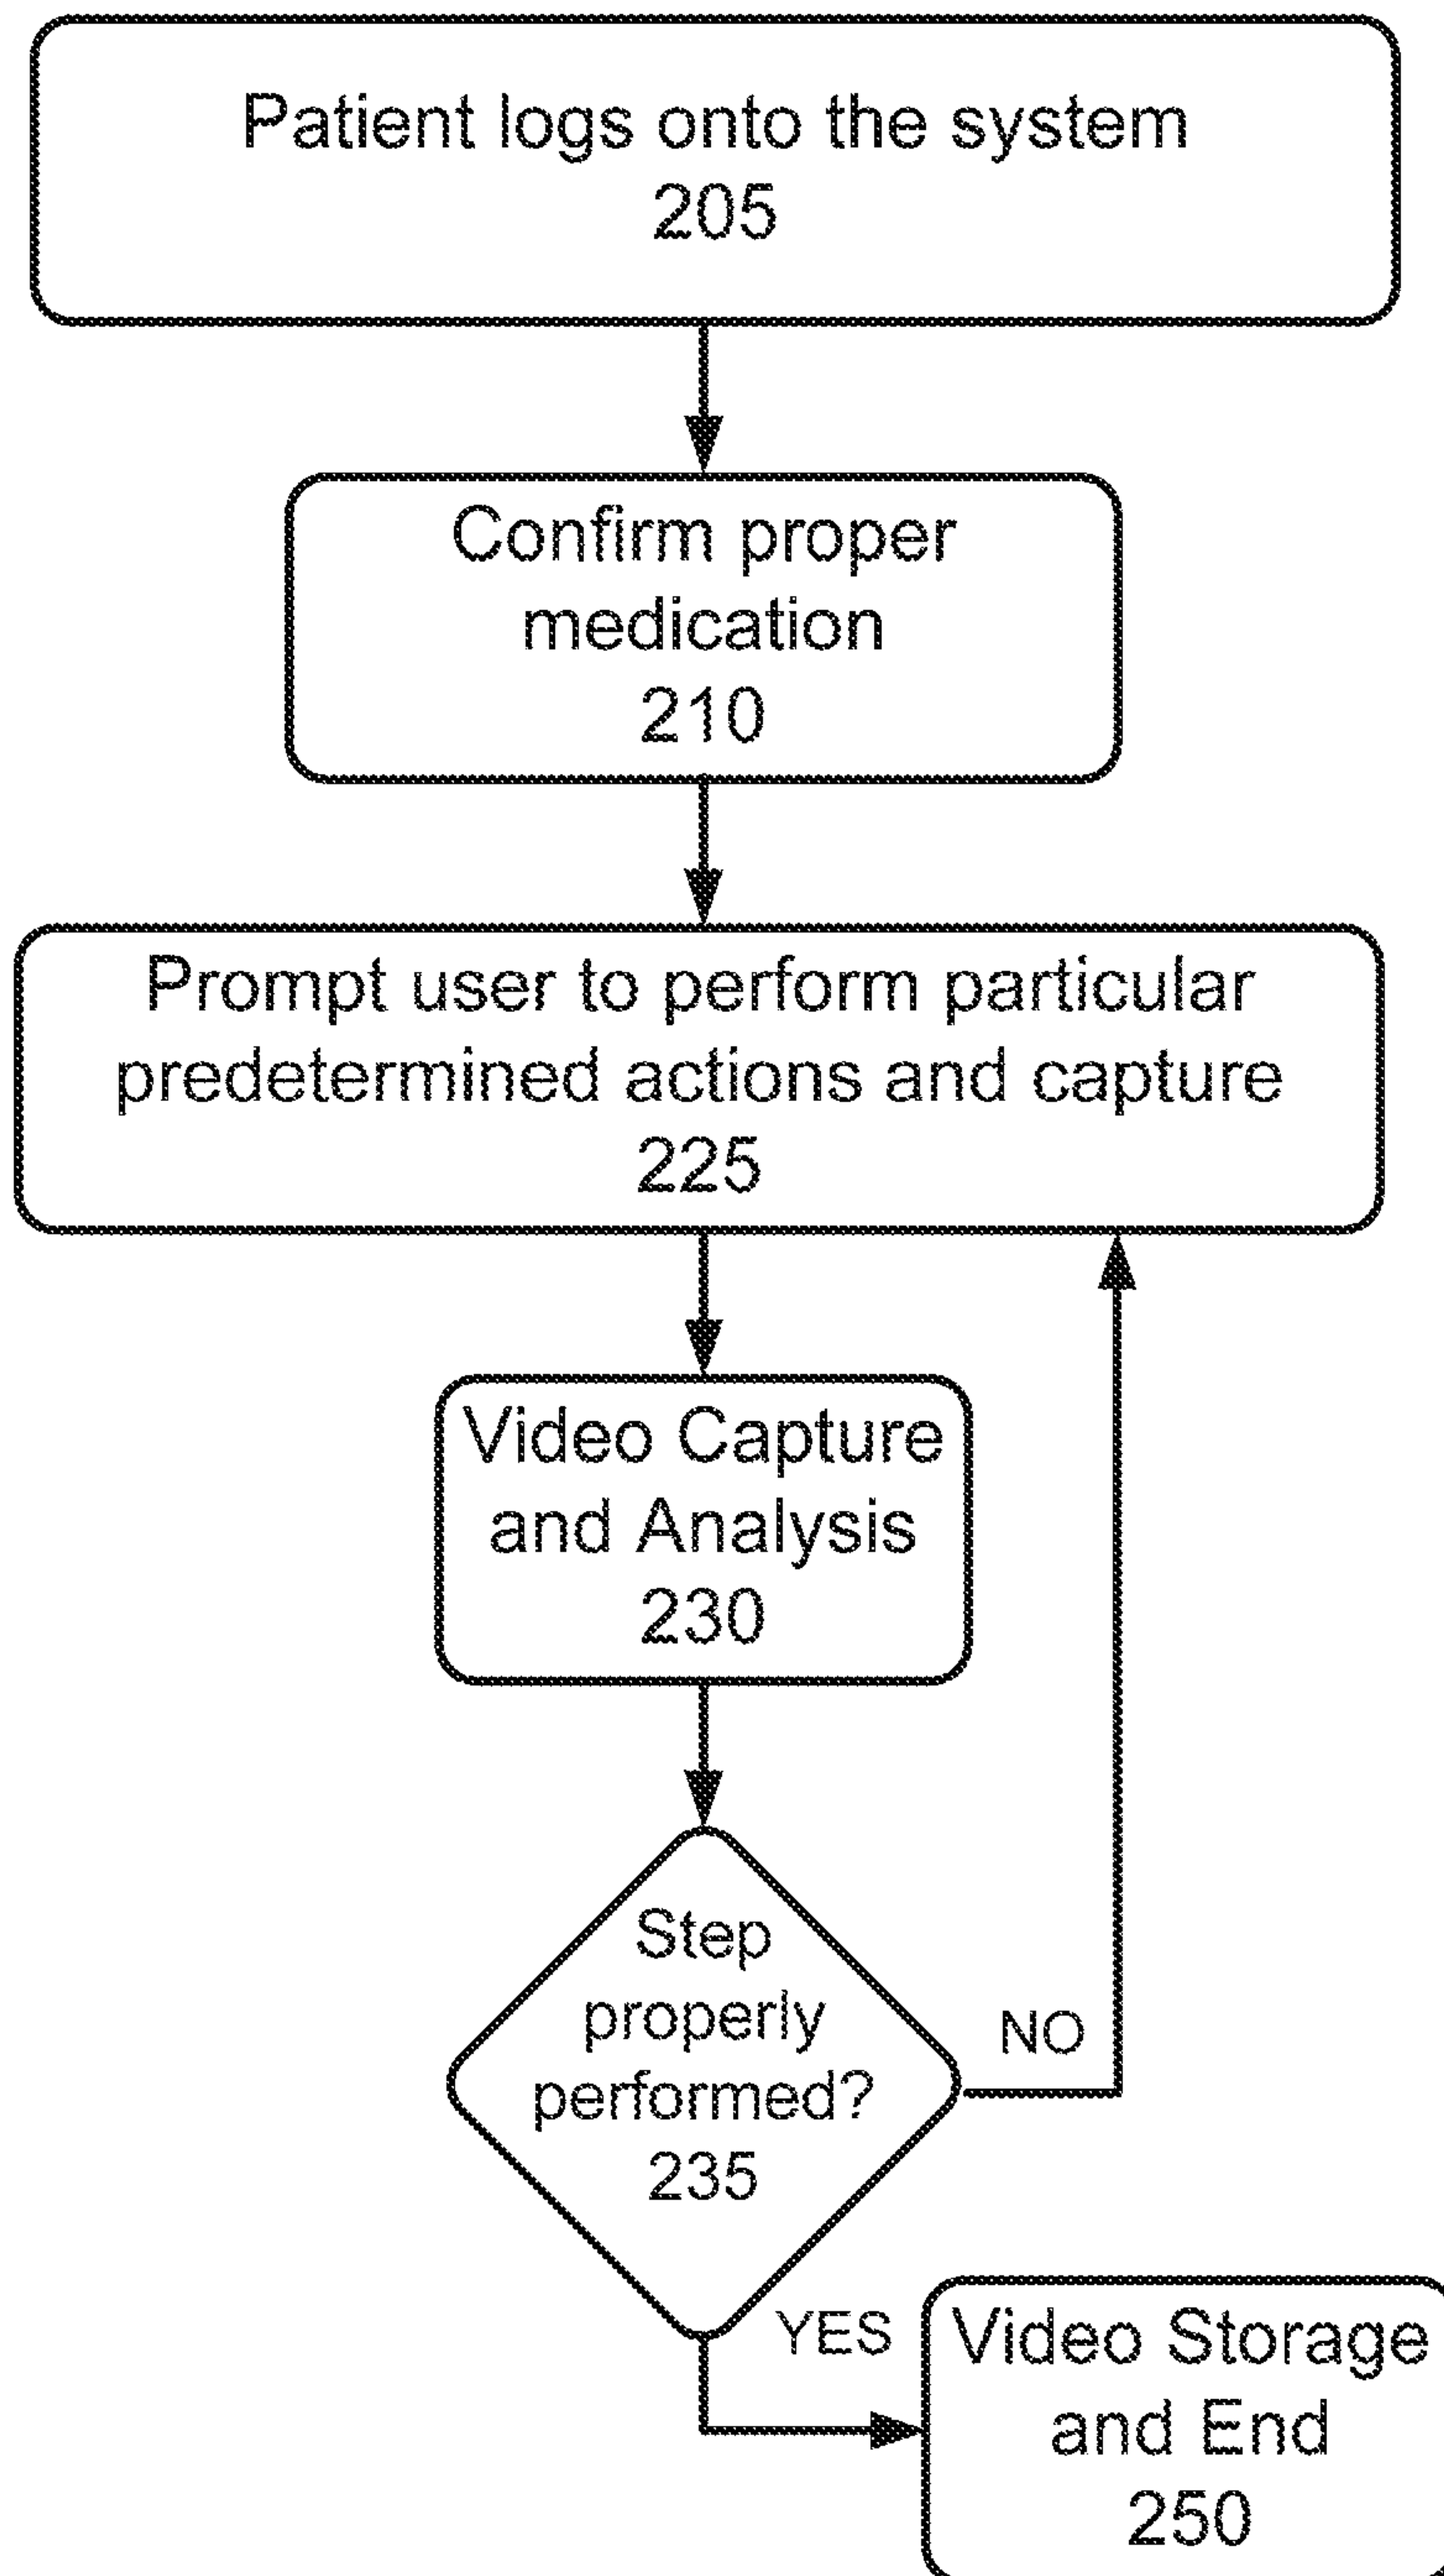 Patient logs onto the system
205
Confirm proper
medication
210
Prompt user to perform particular
predetermined actions and capture
225
Video Capture
and Analysis
230
Step
properly
performed?
235
NO
YES
Video Storage
and End
250